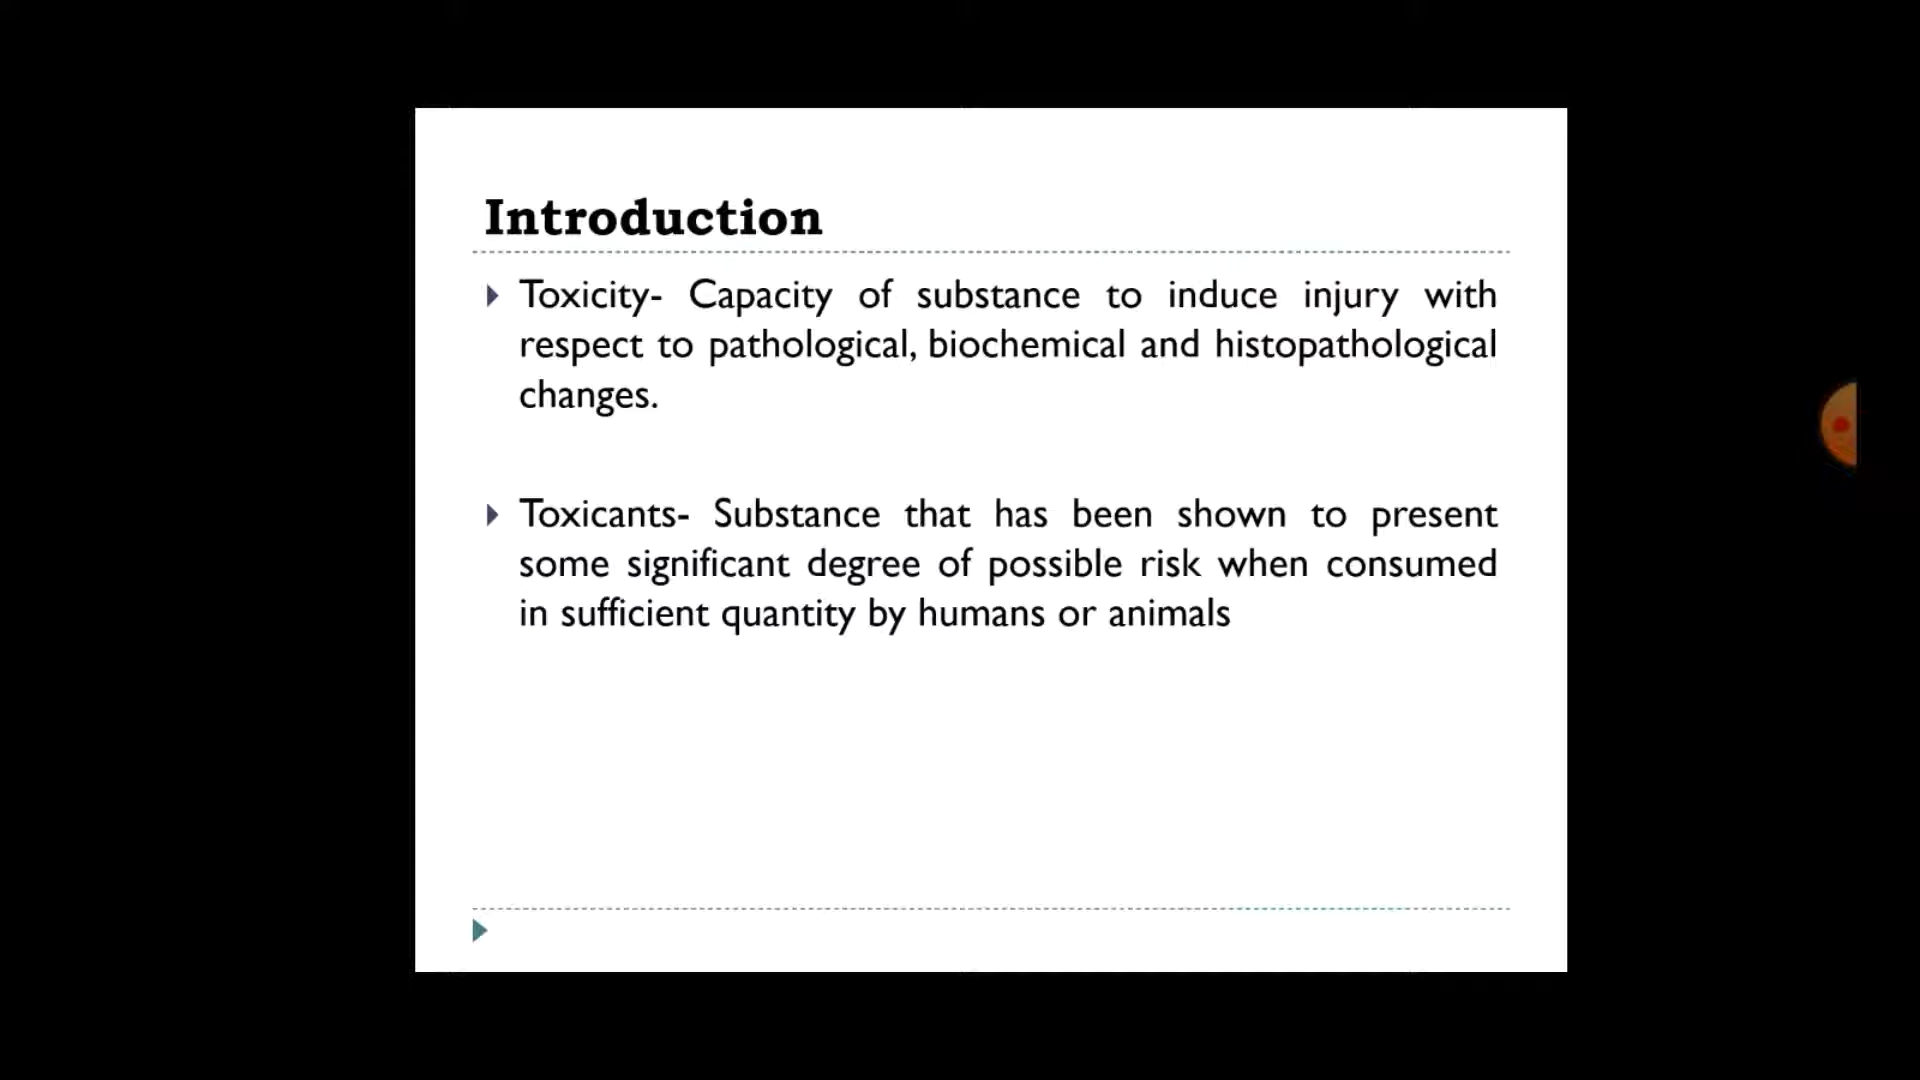 Introduction
Toxicity- Capacity of substance to induce injury with
respect to pathological, biochemical and histopathological
changes.
Toxicants- Substance that has been shown to present
some significant degree of possible risk when consumed
in sufficient quantity by humans or animals